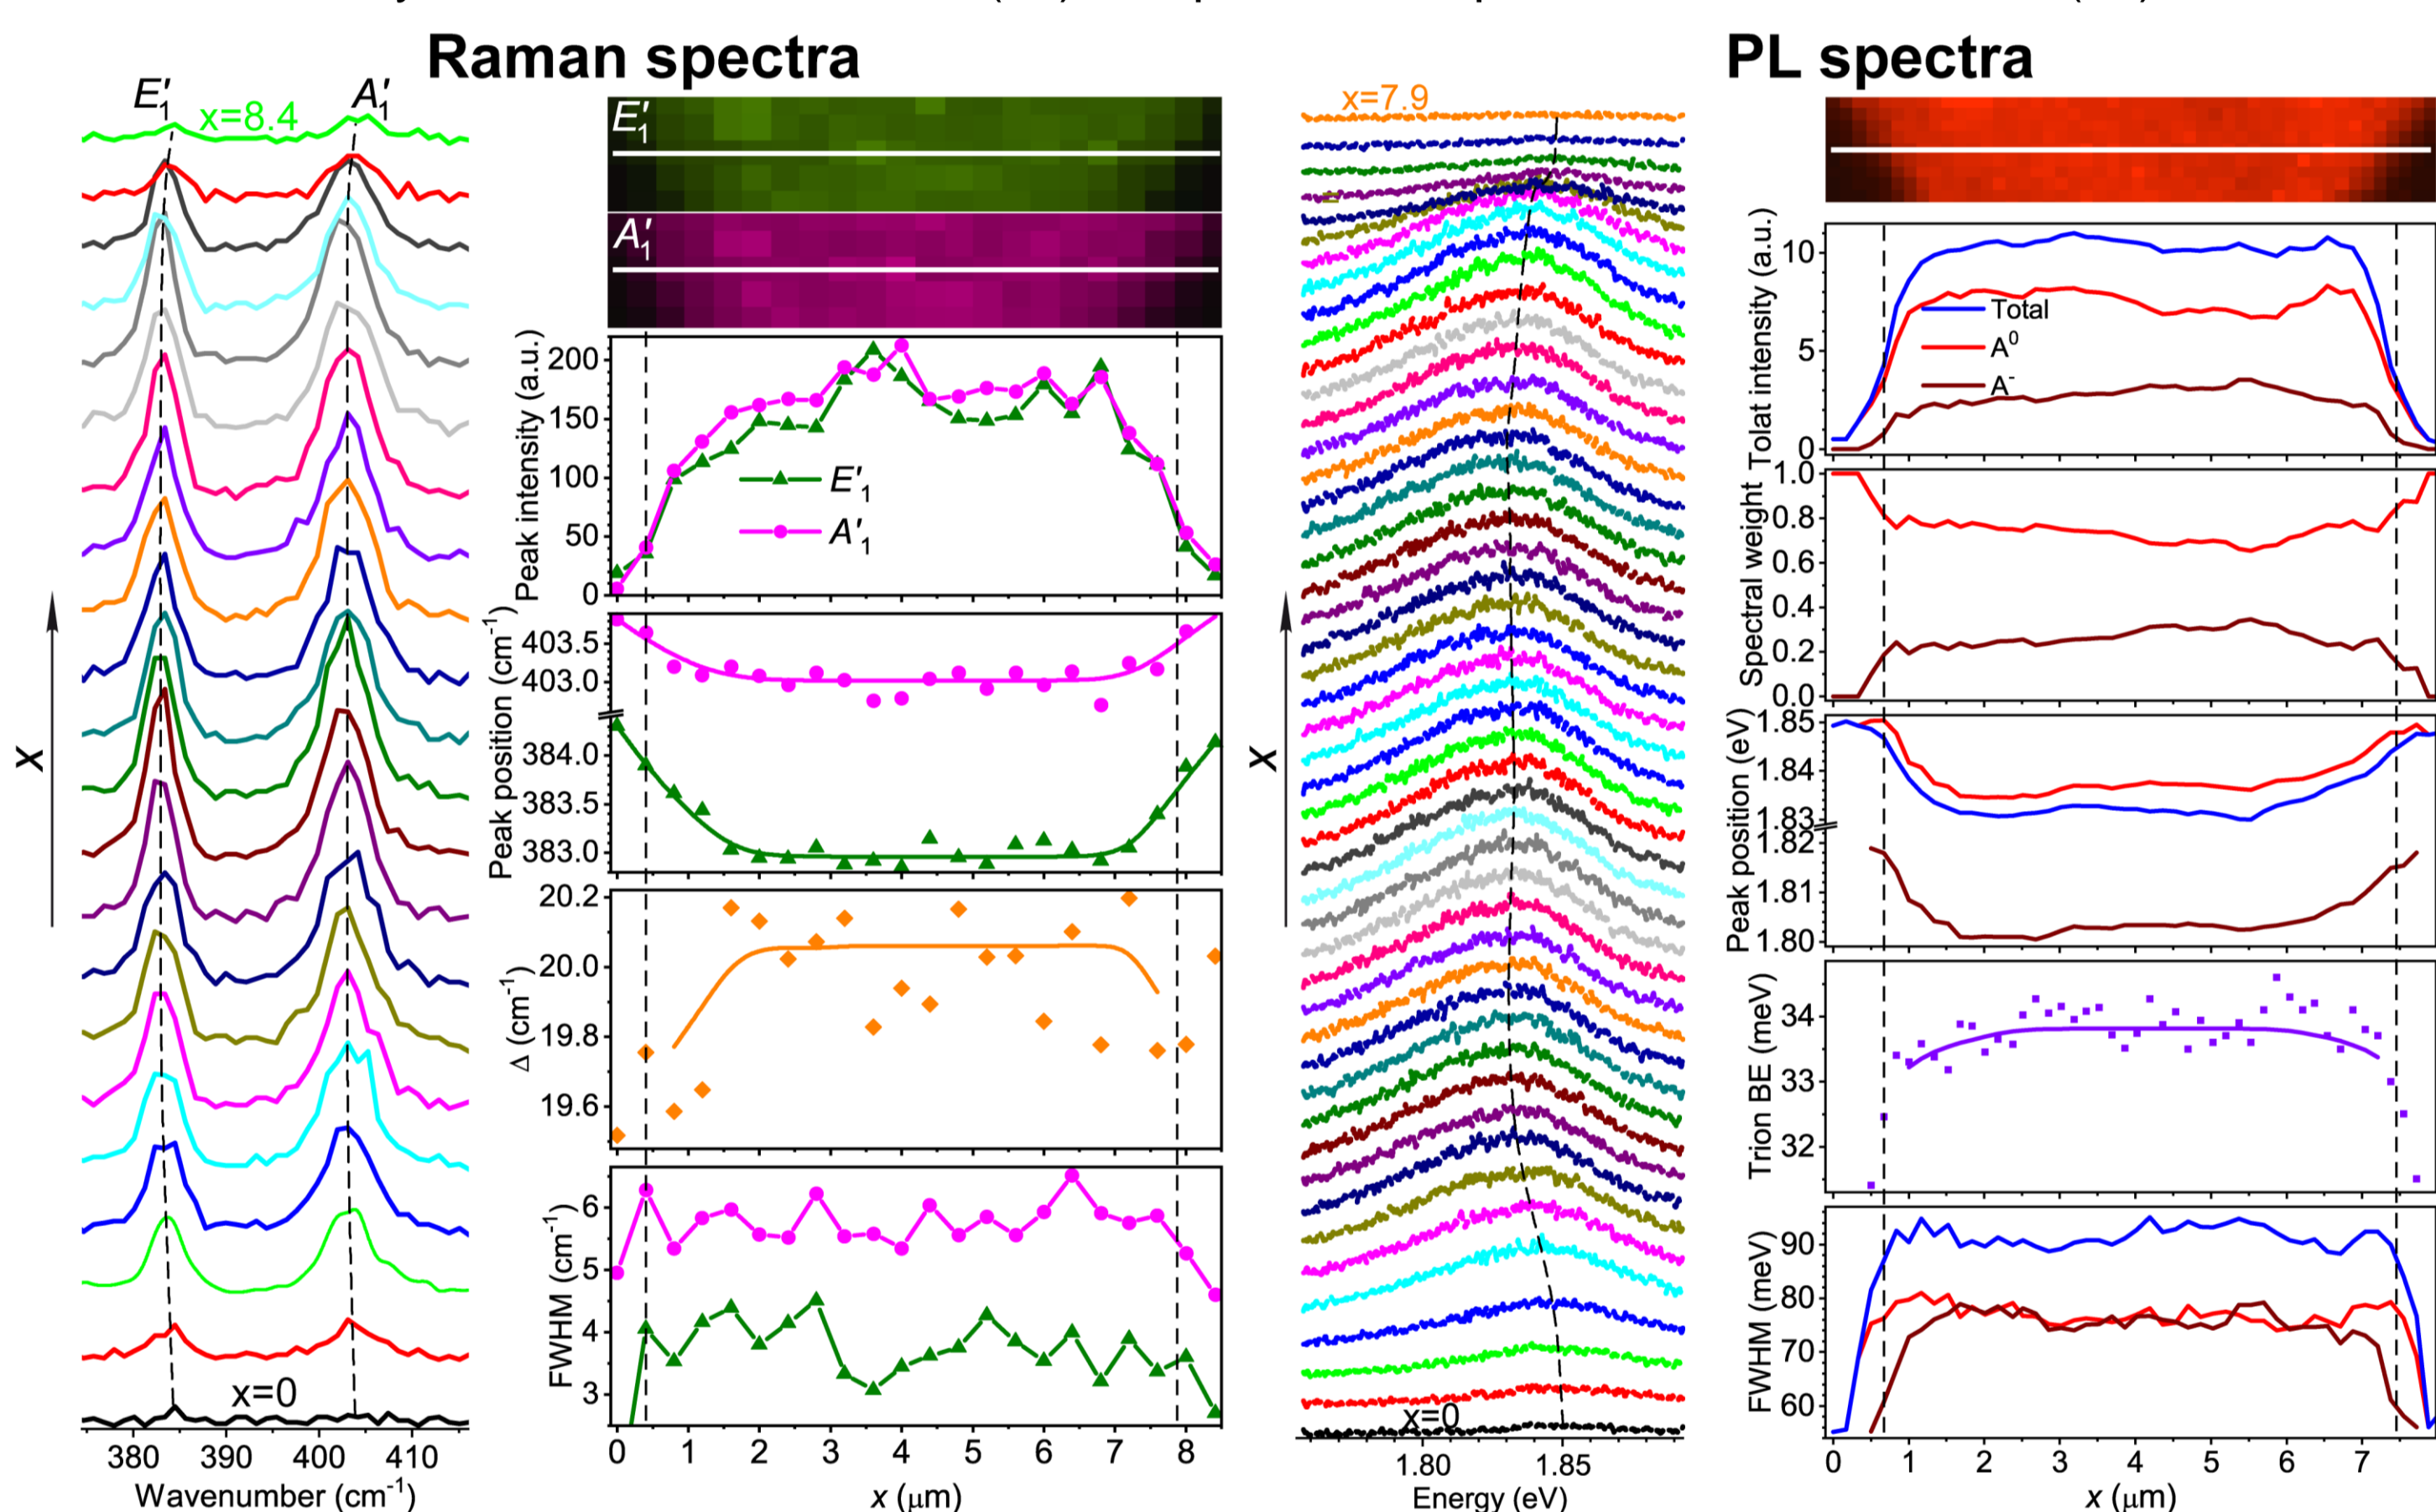 Raman spectra
PL spectra
E′1
A′1
x=8.4
x=0
X
380 390 400 410
Wavenumber (cm-1)
E′1
A′1
Peak intensity (a.u.)
200
150
100
50
0
E′1
A′1
Peak position (cm-1)
403.5
403.0
384.0
383.5
383.0
Δ (cm-1)
20.2
20.0
19.8
19.6
FWHM (cm-1)
6
5
4
3
0 1 2 3 4 5 6 7 8
x (μm)
x=7.9
x=0
X
1.80 1.85
Energy (eV)
Tolat intensity (a.u.)
10
5
0
Total
A0
A-
Spectral weight
1.0
0.8
0.6
0.4
0.2
0.0
Peak position (eV)
1.85
1.84
1.83
1.82
1.81
1.80
Trion BE (meV)
34
33
32
FWHM (meV)
90
80
70
60
0 1 2 3 4 5 6 7
x (μm)